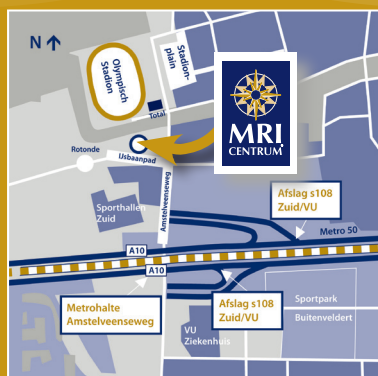 N
Olympisch
Stadion
Stadion-
plein
Total
MRI
CENTRUM
Rotonde
IJsbaanpad
Amstelveenseweg
Sporthallen
Zuid
Afslag s108
Zuid/VU
Metro 50
A10
A10
Metrohalte
Amstelveenseweg
Afslag s108
Zuid/VU
Sportpark
Buitenveldert
VU
Ziekenhuis